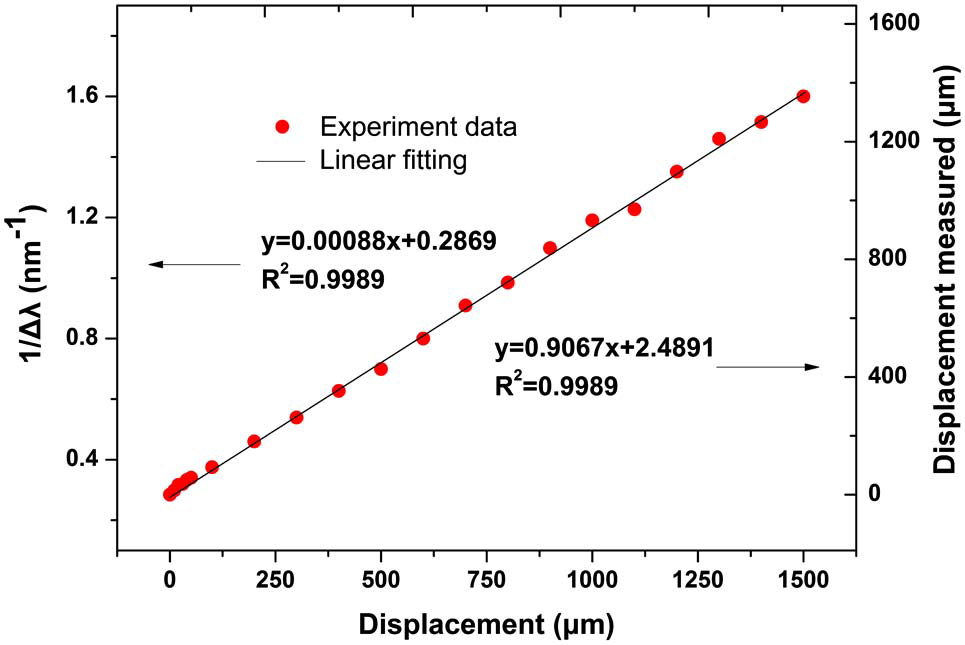 1600
1.6
Experiment data
1200
Linear fitting
1.2
y=0.00088x+0.2869
R²=0.9989
800
0.8
y=0.9067x+2.4891
R²=0.9989
400
0.4
0
0 250 500 750 1000 1250 1500
Displacement (μm)
1/Δλ (nm⁻¹)
Displacement measured (μm)